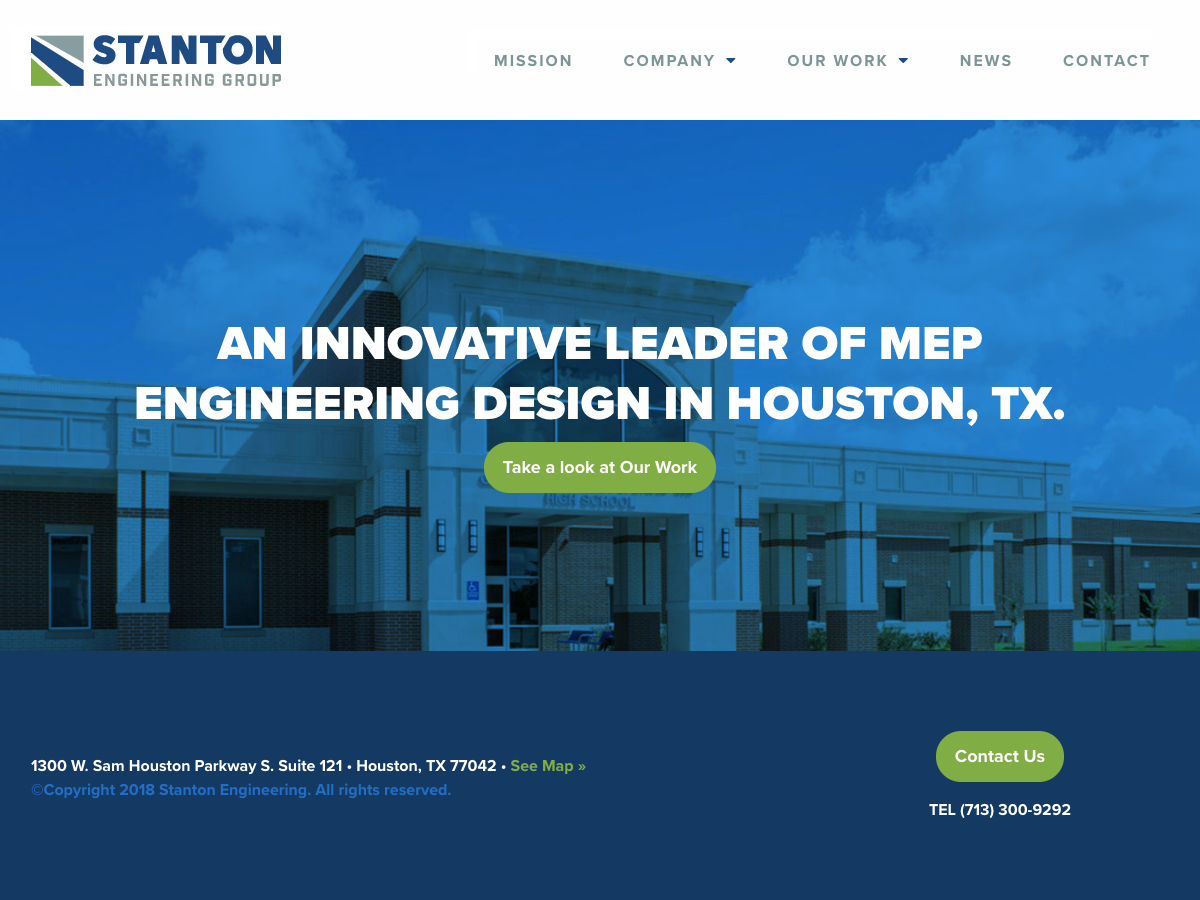 STANTON
ENGINEERING GROUP
MISSION
COMPANY
OUR WORK
NEWS
CONTACT
AN INNOVATIVE LEADER OF MEP
ENGINEERING DESIGN IN HOUSTON, TX.
Take a look at Our Work
HIGH SCHOOL
1300 W. Sam Houston Parkway S. Suite 121 • Houston, TX 77042 • See Map »
©Copyright 2018 Stanton Engineering. All rights reserved.
Contact Us
TEL (713) 300-9292